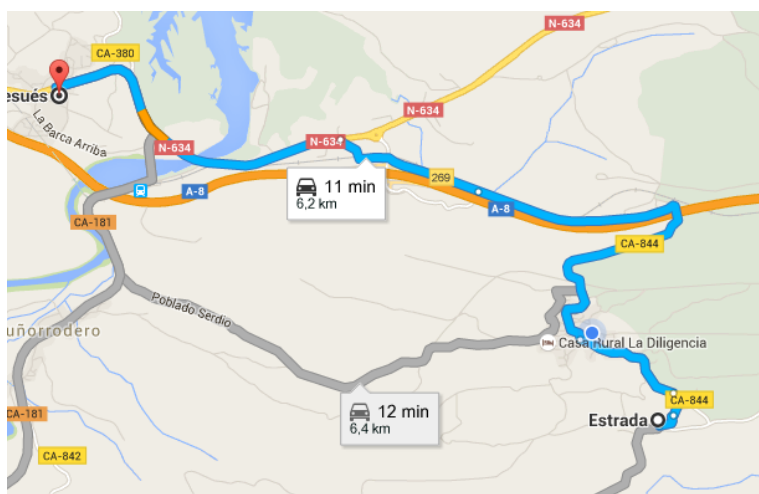 N-634
CA-380
esués
N-634
La Barca Arriba
N-634
N-634
269
11 min
6,2 km
A-8
A-8
CA-181
CA-844
Poblado Serdio
uñorrodero
Casa Rural La Diligencia
12 min
6,4 km
CA-844
Estrada
CA-181
CA-842